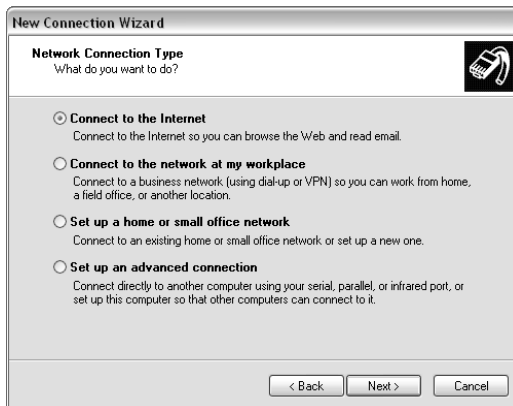 New Connection Wizard
Network Connection Type
What do you want to do?
Connect to the Internet
Connect to the Internet so you can browse the Web and read email.
Connect to the network at my workplace
Connect to a business network (using dial-up or VPN) so you can work from home,
a field office, or another location.
Set up a home or small office network
Connect to an existing home or small office network or set up a new one.
Set up an advanced connection
Connect directly to another computer using your serial, parallel, or infrared port, or
set up this computer so that other computers can connect to it.
< Back Next > Cancel